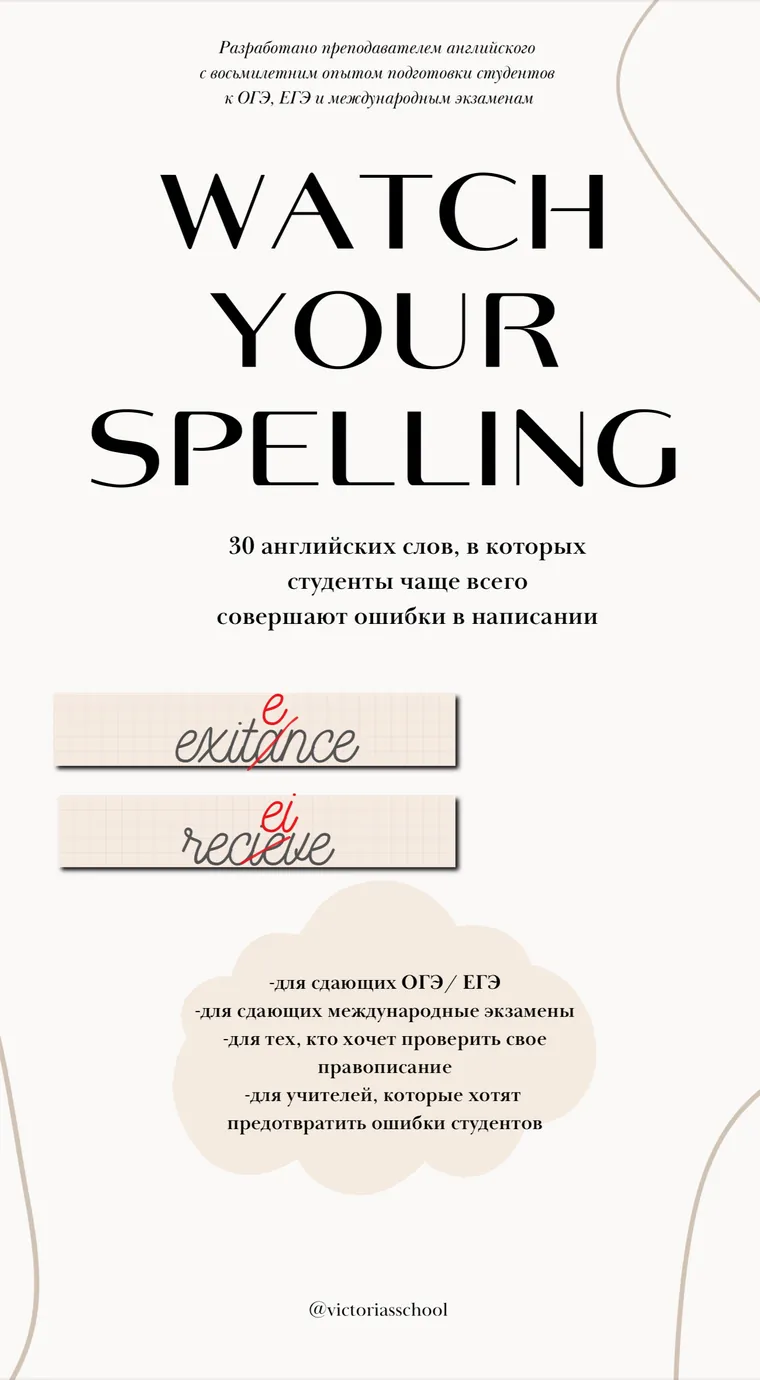 Разработано преподавателем английского
с восьмилетним опытом подготовки студентов
к ОГЭ, ЕГЭ и международным экзаменам
WATCH
YOUR
SPELLING
30 английских слов, в которых
студенты чаще всего
совершают ошибки в написании
e
exitance
ei
recieve
-для сдающих ОГЭ/ ЕГЭ
-для сдающих международные экзамены
-для тех, кто хочет проверить свое
правописание
-для учителей, которые хотят
предотвратить ошибки студентов
@victoriasschool